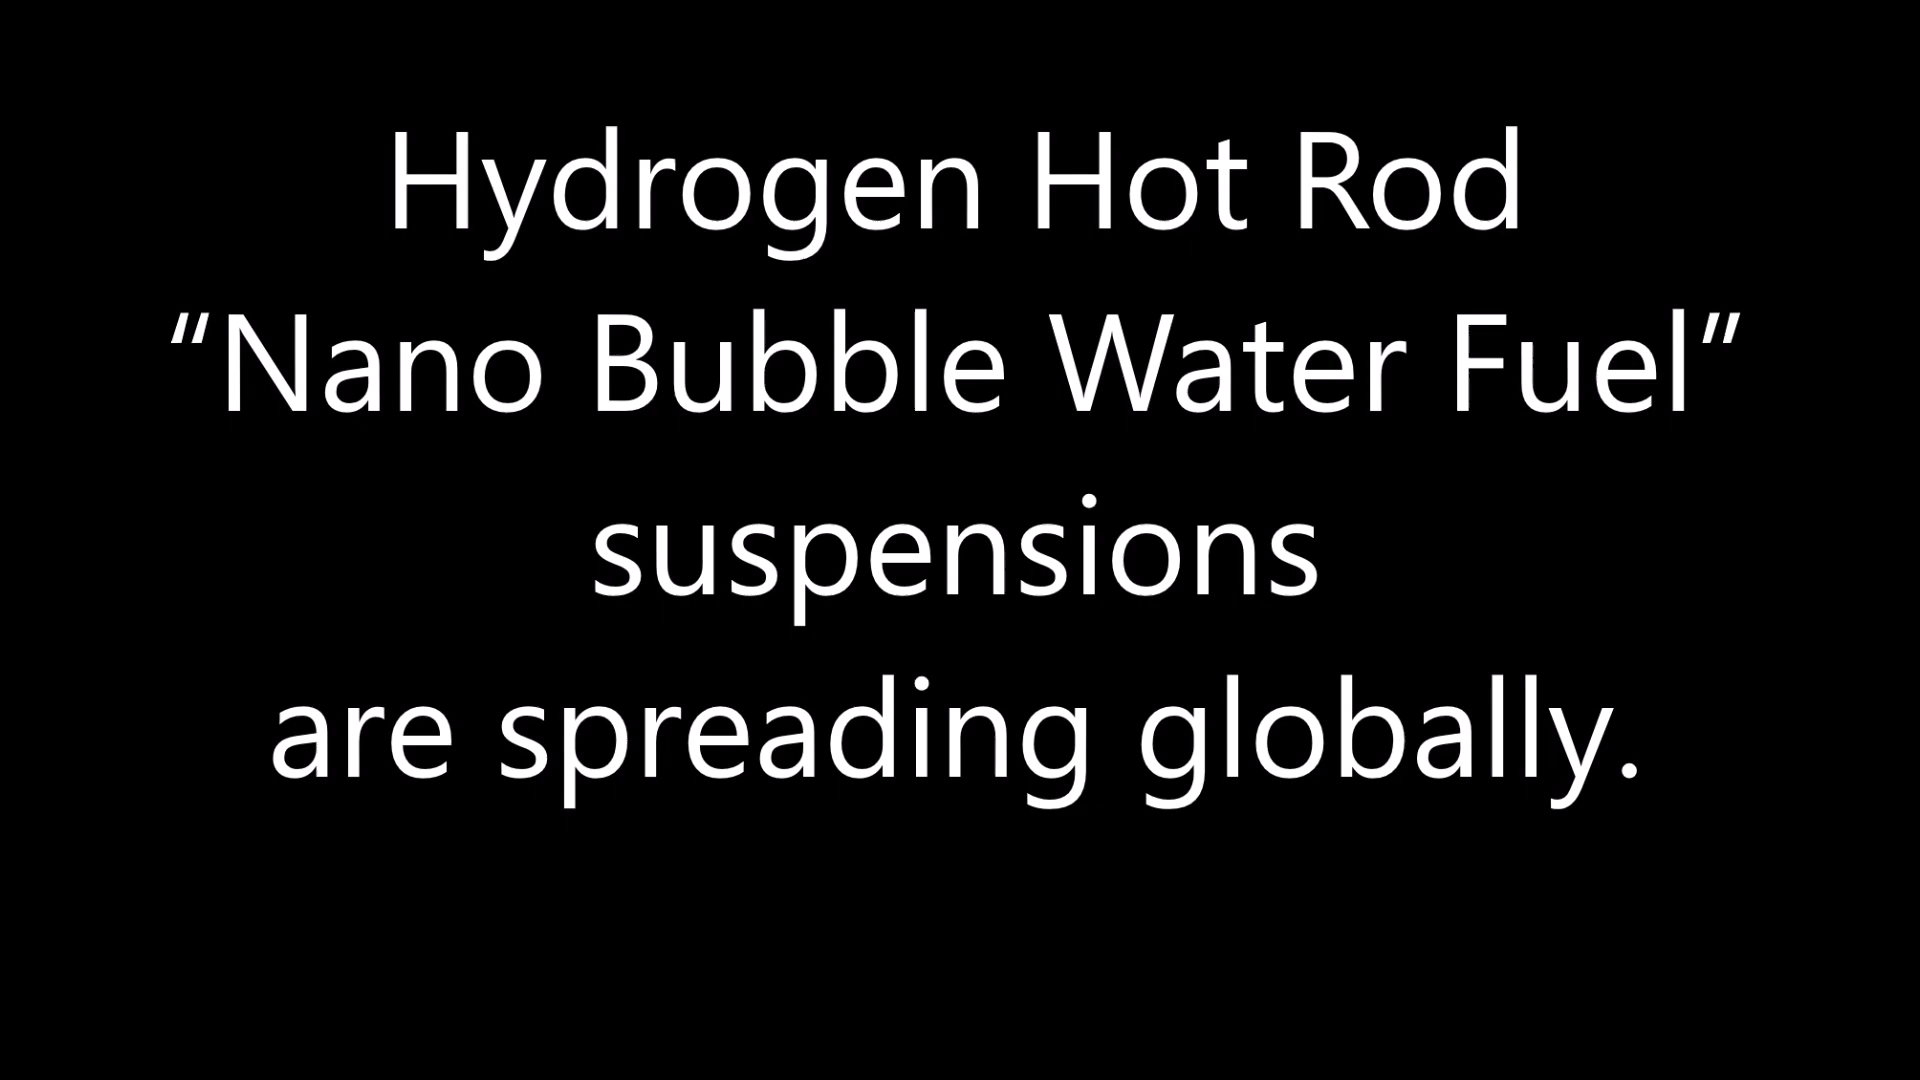 Hydrogen Hot Rod
“Nano Bubble Water Fuel”
suspensions
are spreading globally.